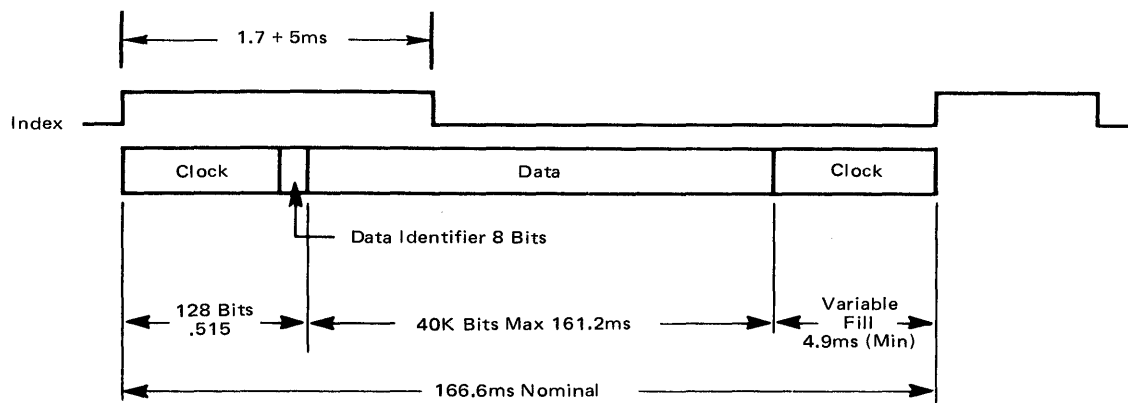 1.7 + 5ms
Index
Clock
Data
Clock
Data Identifier 8 Bits
128 Bits
.515
40K Bits Max 161.2ms
Variable
Fill
4.9ms (Min)
166.6ms Nominal